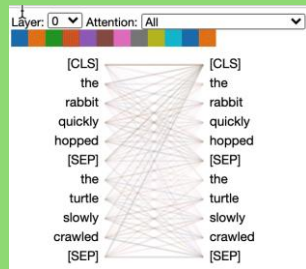 Layer: 0 Attention: All
[CLS] [CLS]
the the
rabbit rabbit
quickly quickly
hopped hopped
[SEP] [SEP]
the the
turtle turtle
slowly slowly
crawled crawled
[SEP] [SEP]